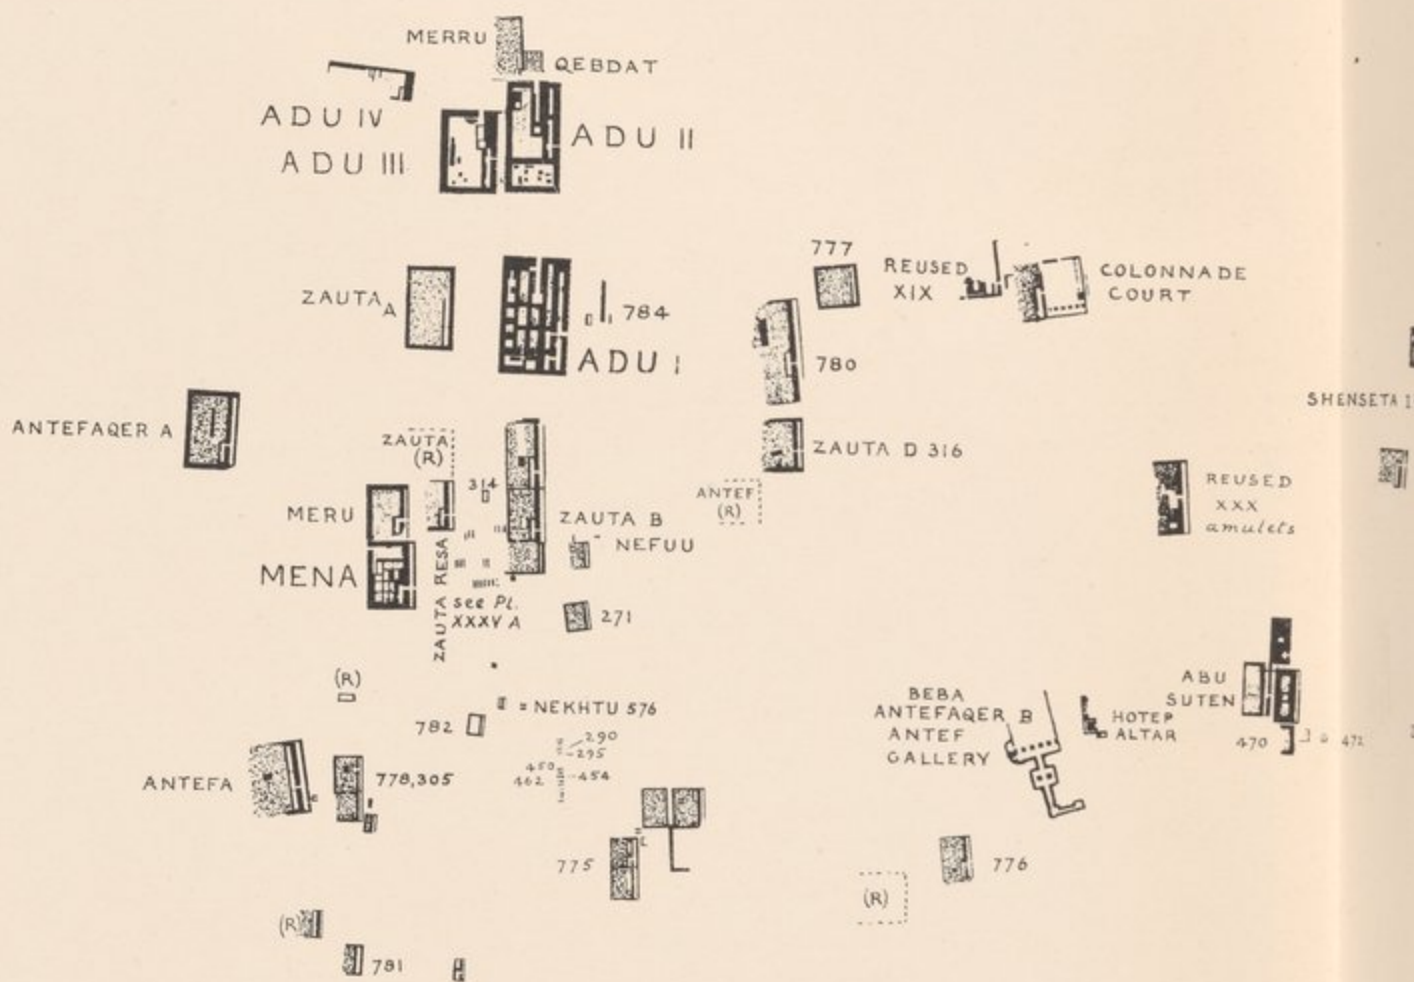 MERRU
QEBDAT
ADU IV
ADU III
ADU II
777
REUSED
XIX
COLONNADE
COURT
ZAUTA A
784
ADU I
780
SHENSETA I
ANTEFAQER A
ZAUTA
(R)
ZAUTA D 316
314
ANTEF
(R)
REUSED
XXX
amulets
MERU
ZAUTA B
NEFUU
MENA
ZAUTA RESA
see Pl.
XXXV A
271
(R)
ABU
SUTEN
782
NEKHTU 576
BEBA
ANTEFAQER B
ANTEF
GALLERY
HOTEP
ALTAR
470
472
290
295
450
462
454
ANTEFA
778,305
775
776
(R)
(R)
781